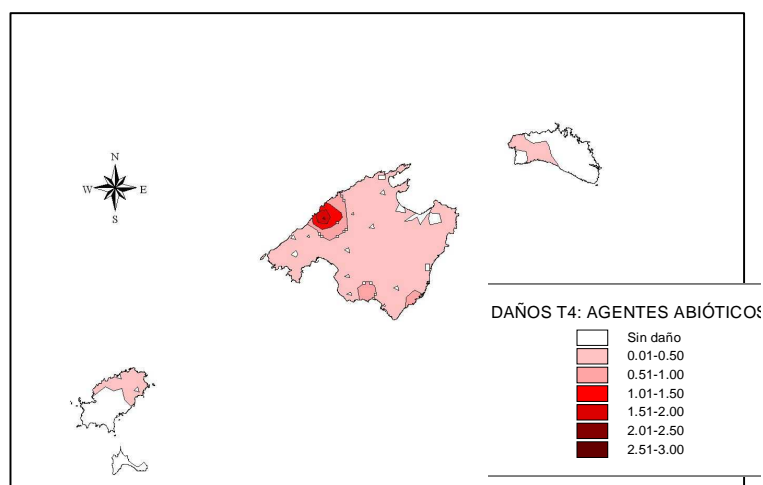 N
W E
S
DAÑOS T4: AGENTES ABIÓTICOS
Sin daño
0.01-0.50
0.51-1.00
1.01-1.50
1.51-2.00
2.01-2.50
2.51-3.00